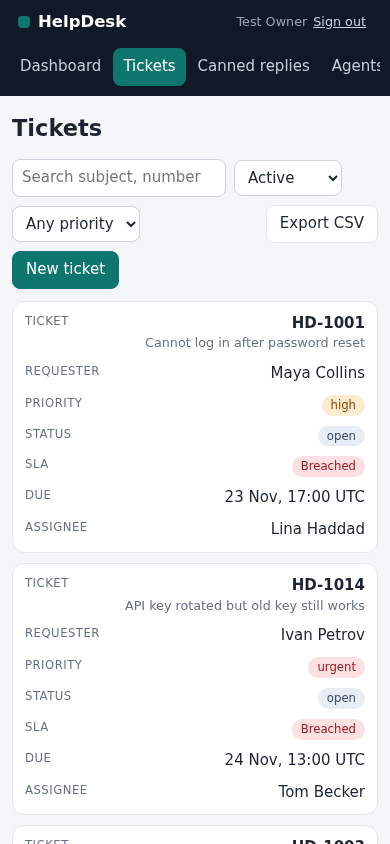 HelpDesk
Test Owner Sign out
Dashboard Tickets Canned replies Agents
Tickets
Search subject, number
Active
Any priority
Export CSV
New ticket
TICKET HD-1001
Cannot log in after password reset
REQUESTER Maya Collins
PRIORITY high
STATUS open
SLA Breached
DUE 23 Nov, 17:00 UTC
ASSIGNEE Lina Haddad
TICKET HD-1014
API key rotated but old key still works
REQUESTER Ivan Petrov
PRIORITY urgent
STATUS open
SLA Breached
DUE 24 Nov, 13:00 UTC
ASSIGNEE Tom Becker
TICKET